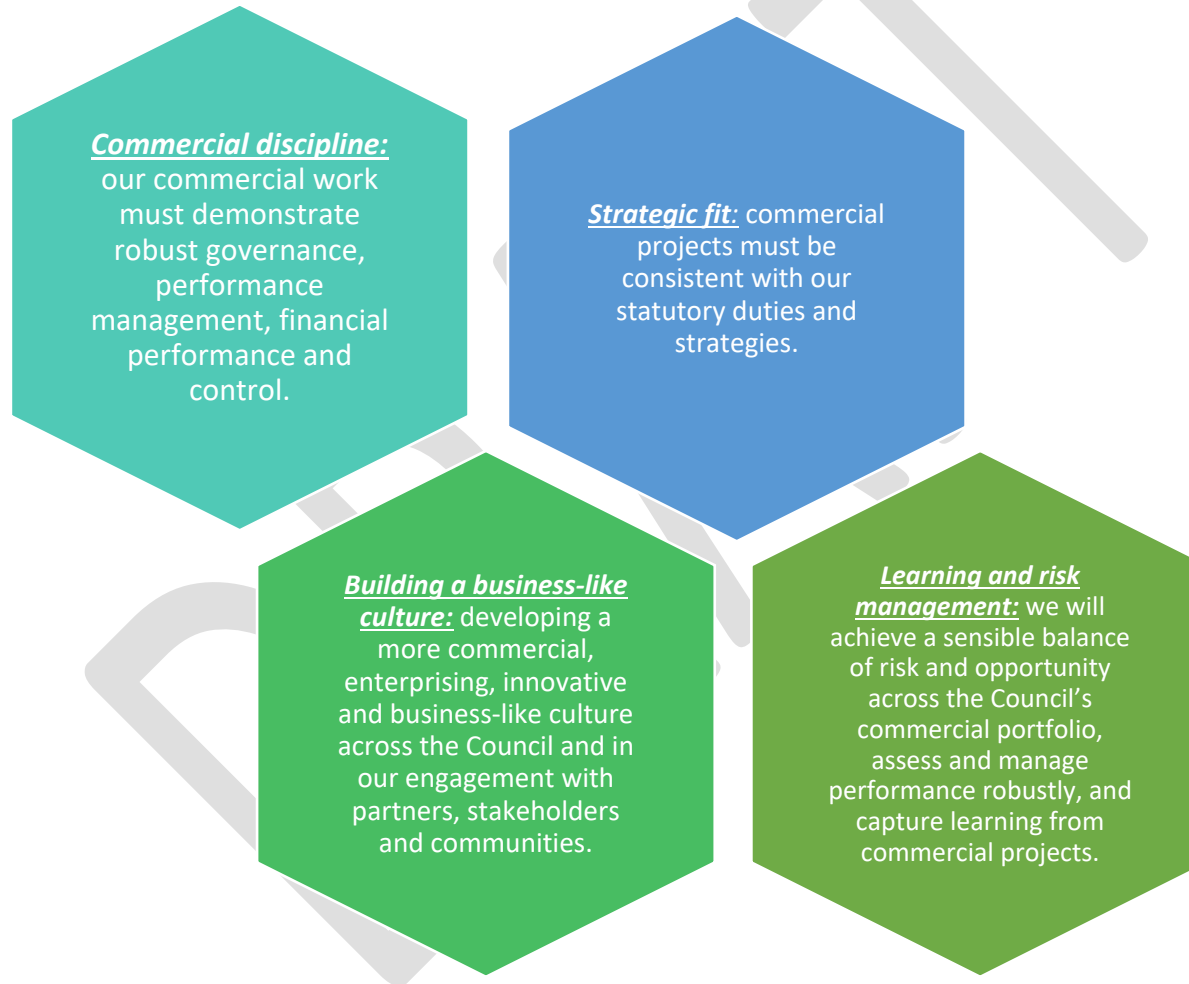 Commercial discipline:
our commercial work
must demonstrate
robust governance,
performance
management, financial
performance and
control.
Strategic fit: commercial
projects must be
consistent with our
statutory duties and
strategies.
Building a business-like
culture: developing a
more commercial,
enterprising, innovative
and business-like culture
across the Council and in
our engagement with
partners, stakeholders
and communities.
Learning and risk
management: we will
achieve a sensible balance
of risk and opportunity
across the Council’s
commercial portfolio,
assess and manage
performance robustly, and
capture learning from
commercial projects.